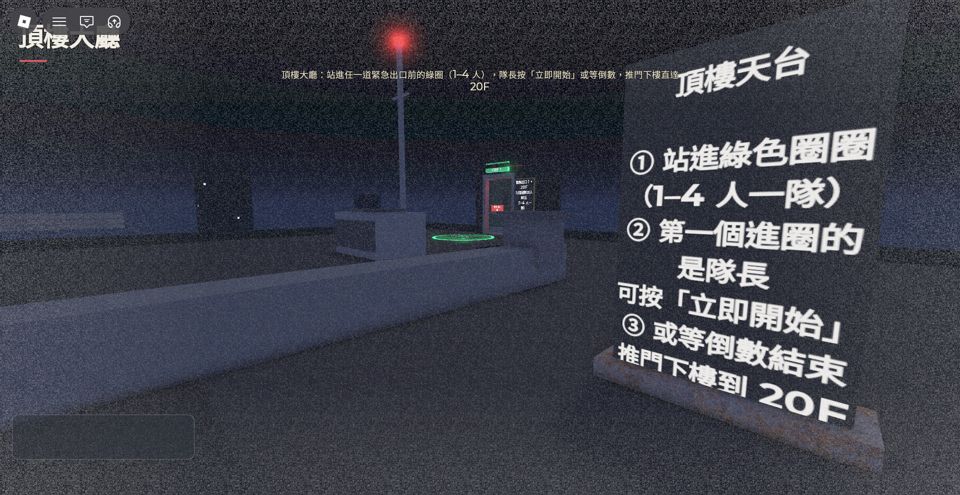 頂樓大廳
頂樓大廳：站進任一道緊急出口前的綠圈（1–4 人），隊長按「立即開始」或等倒數，推門下樓直達
20F
頂樓天台
① 站進綠色圈圈
（1–4 人一隊）
② 第一個進圈的
是隊長
可按「立即開始」
③ 或等倒數結束
推門下樓到 20F